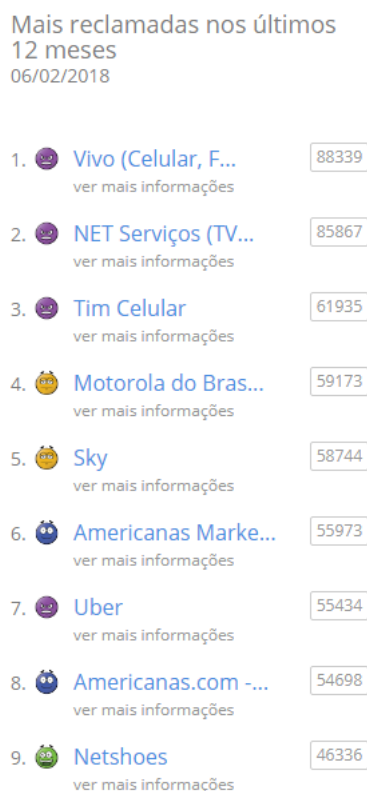 Mais reclamadas nos últimos
12 meses
06/02/2018
1. Vivo (Celular, F... 88339
ver mais informações
2. NET Serviços (TV... 85867
ver mais informações
3. Tim Celular 61935
ver mais informações
4. Motorola do Bras... 59173
ver mais informações
5. Sky 58744
ver mais informações
6. Americanas Marke... 55973
ver mais informações
7. Uber 55434
ver mais informações
8. Americanas.com -... 54698
ver mais informações
9. Netshoes 46336
ver mais informações